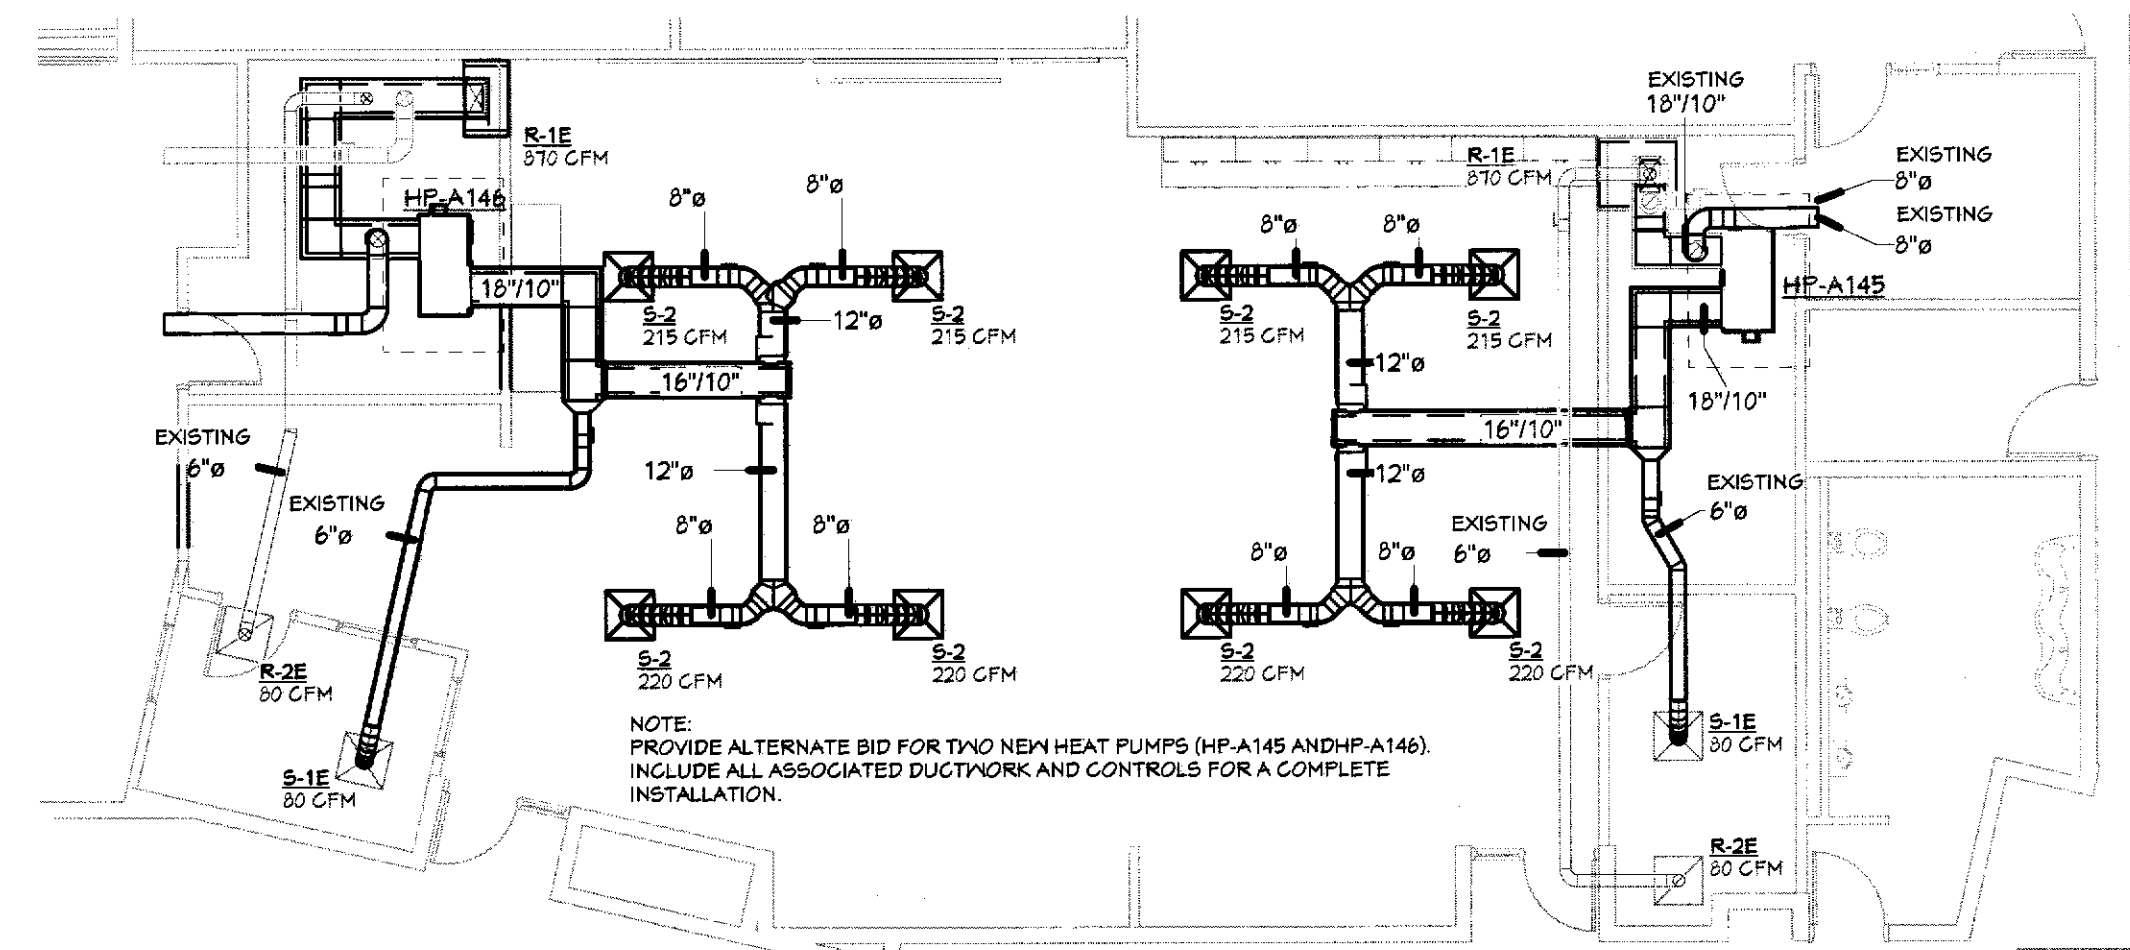 EXISTING
18"/10"
R-1E
870 CFM
R-1E
870 CFM
EXISTING
8"ø
EXISTING
8"ø
HP-A146
8"ø
8"ø
8"ø
8"ø
18"/10"
HP-A145
S-2
215 CFM
12"ø
S-2
215 CFM
S-2
215 CFM
S-2
215 CFM
16"/10"
12"ø
18"/10"
16"/10"
EXISTING
6"ø
12"ø
12"ø
EXISTING
6"ø
EXISTING
6"ø
8"ø
8"ø
EXISTING
6"ø
8"ø
8"ø
S-2
220 CFM
S-2
220 CFM
S-2
220 CFM
S-2
220 CFM
R-2E
80 CFM
NOTE:
PROVIDE ALTERNATE BID FOR TWO NEW HEAT PUMPS (HP-A145 ANDHP-A146).
INCLUDE ALL ASSOCIATED DUCTWORK AND CONTROLS FOR A COMPLETE
INSTALLATION.
S-1E
80 CFM
S-1E
80 CFM
R-2E
80 CFM